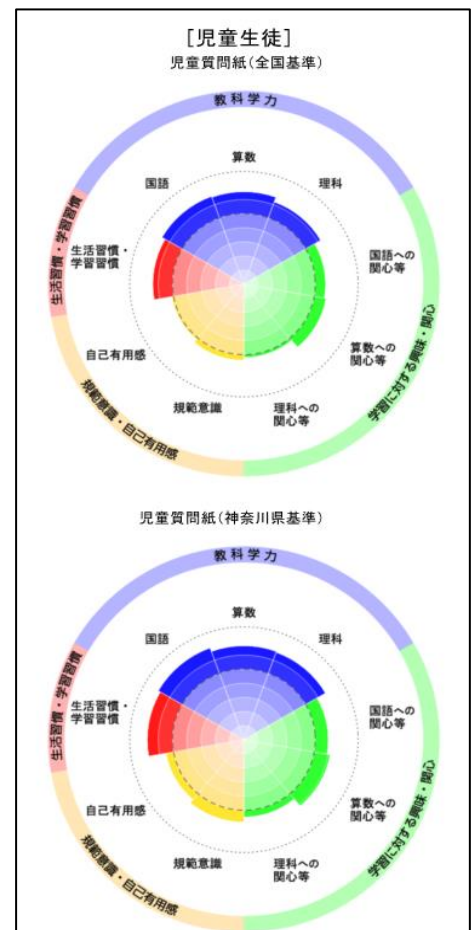 ［児童生徒］
児童質問紙（全国基準）
教科学力
算数
国語
理科
生活習慣・学習習慣
生活習慣・
学習習慣
国語への
関心等
自己有用感
算数への
関心等
規範意識
理科への
関心等
規範意識・自己有用感
学習に対する興味・関心
児童質問紙（神奈川県基準）
教科学力
算数
国語
理科
生活習慣・学習習慣
生活習慣・
学習習慣
国語への
関心等
自己有用感
算数への
関心等
規範意識
理科への
関心等
規範意識・自己有用感
学習に対する興味・関心